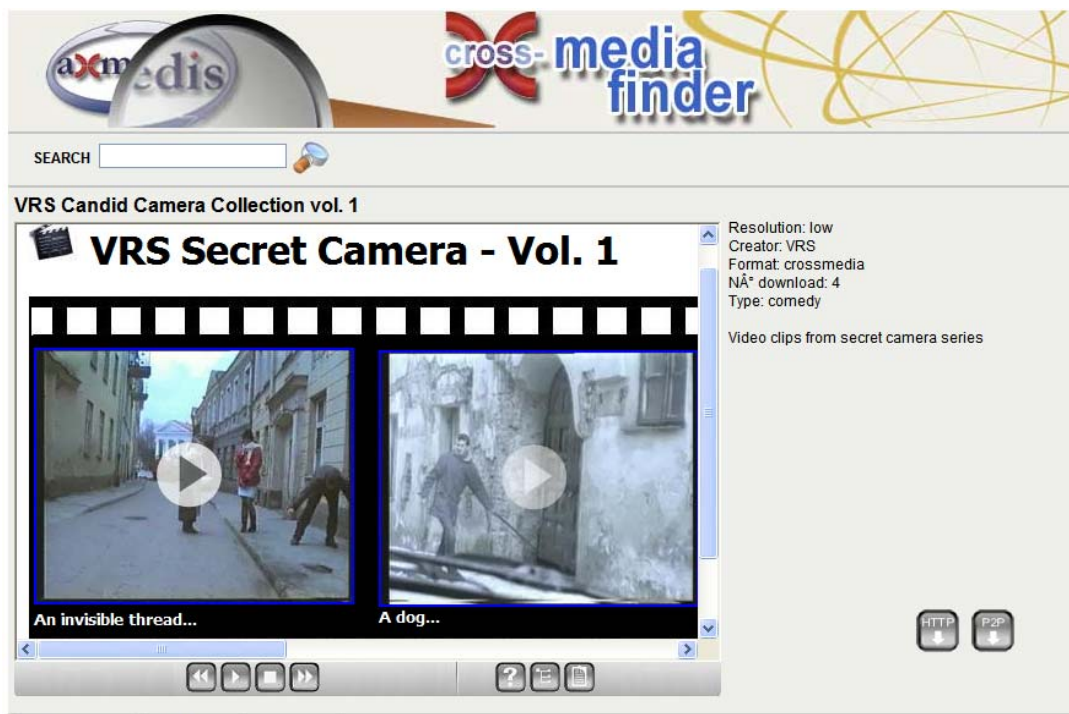 axmedis
cross-media
finder
SEARCH
VRS Candid Camera Collection vol. 1
VRS Secret Camera - Vol. 1
An invisible thread...
A dog...
Resolution: low
Creator: VRS
Format: crossmedia
NÂ° download: 4
Type: comedy
Video clips from secret camera series
HTTP
P2P
?